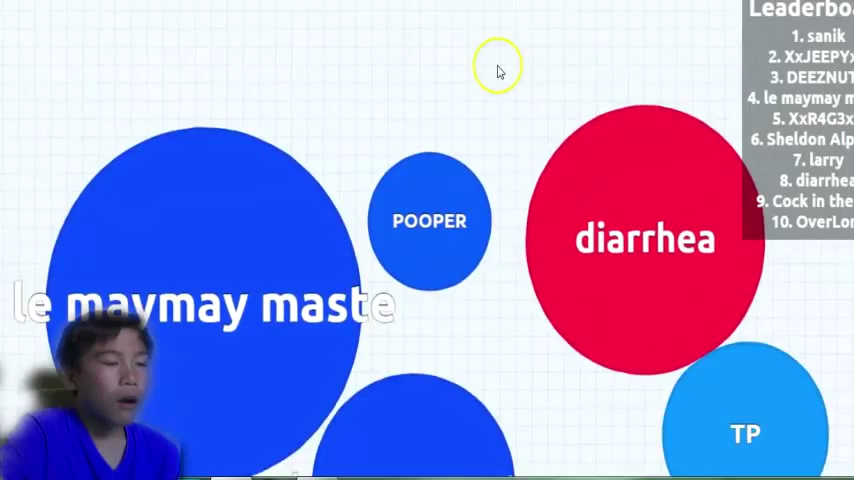 Leaderboa
1. sanik
2. XxJEEPYx
3. DEEZNUT
4. le maymay m
5. XxR4G3x
6. Sheldon Alp
7. larry
8. diarrhea
9. Cock in the
10. OverLor
POOPER
diarrhea
le maymay maste
TP